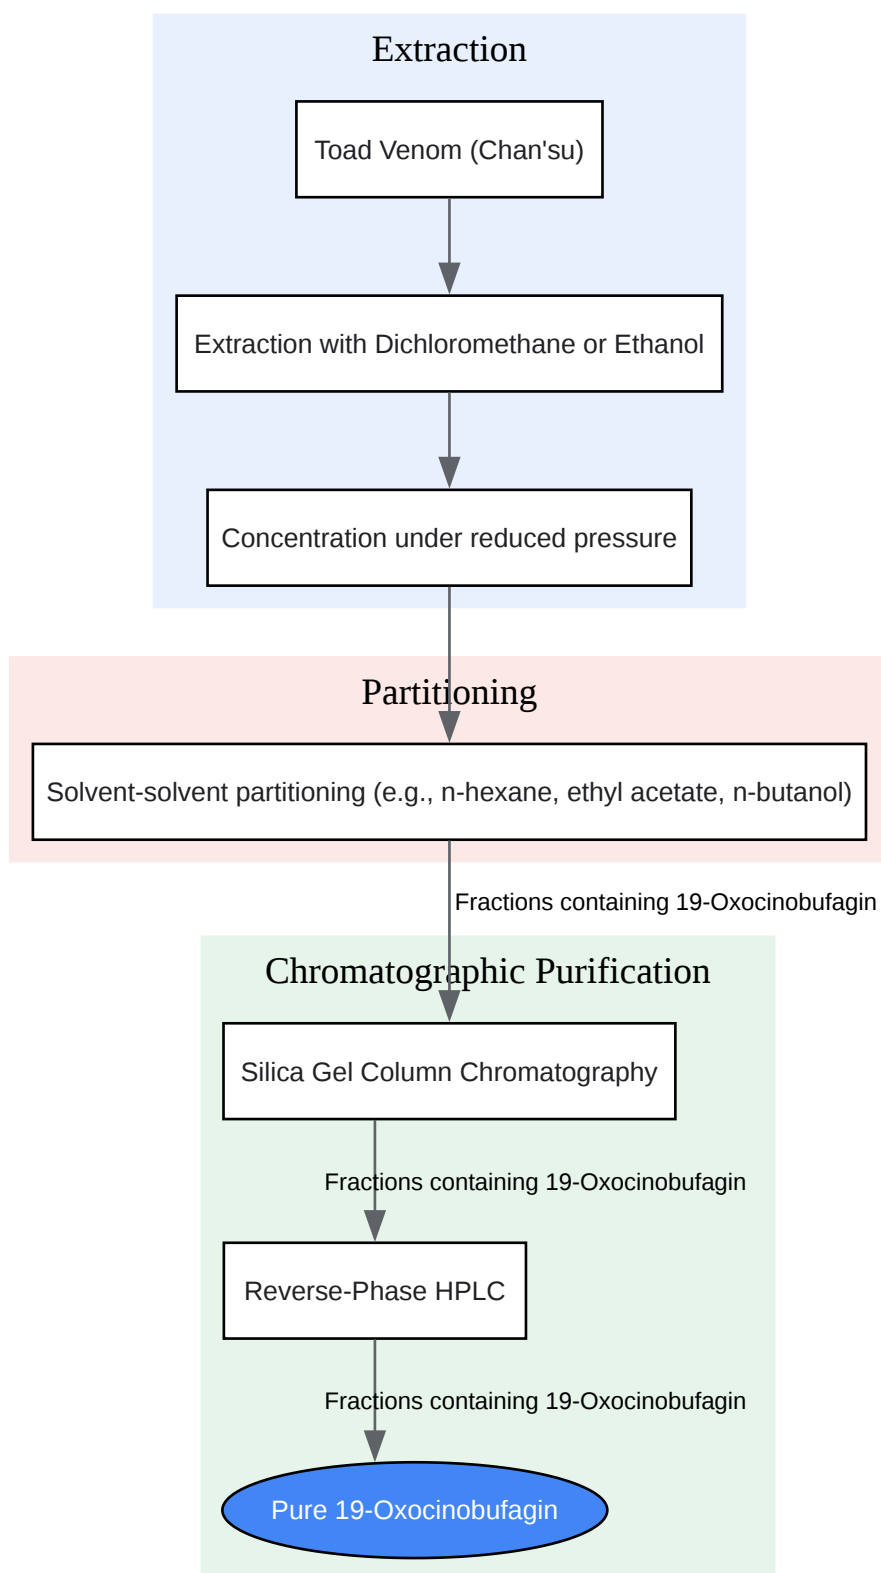 Extraction
Toad Venom (Chan'su)
Extraction with Dichloromethane or Ethanol
Concentration under reduced pressure
Partitioning
Solvent-solvent partitioning (e.g., n-hexane, ethyl acetate, n-butanol)
Fractions containing 19-Oxocinobufagin
Chromatographic Purification
Silica Gel Column Chromatography
Fractions containing 19-Oxocinobufagin
Reverse-Phase HPLC
Fractions containing 19-Oxocinobufagin
Pure 19-Oxocinobufagin